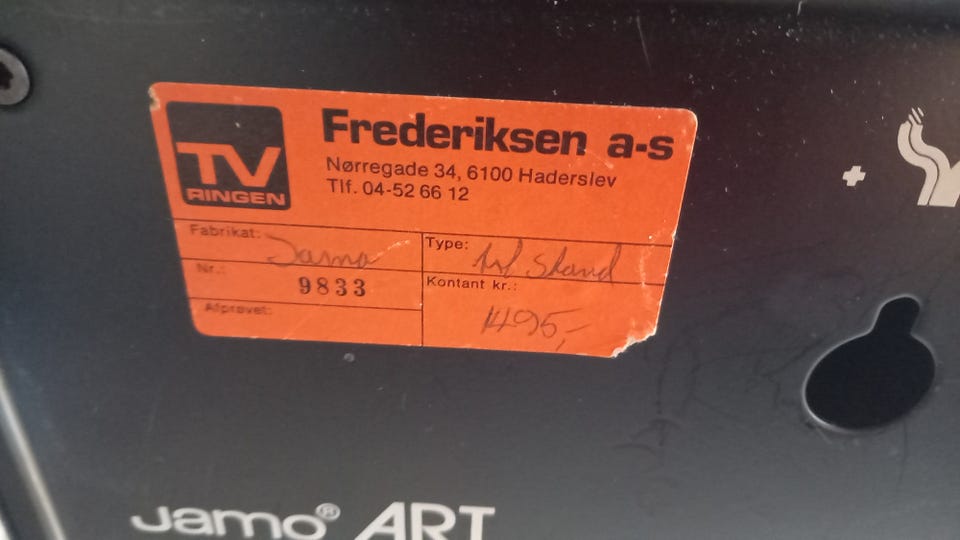 TV
RINGEN
Frederiksen a-s
Nørregade 34, 6100 Haderslev
Tlf. 04-52 66 12
Fabrikat: Jamo
Type: stand
Nr.: 9833
Kontant kr.: 1495,-
Afprøvet:
Jamo® ART
+